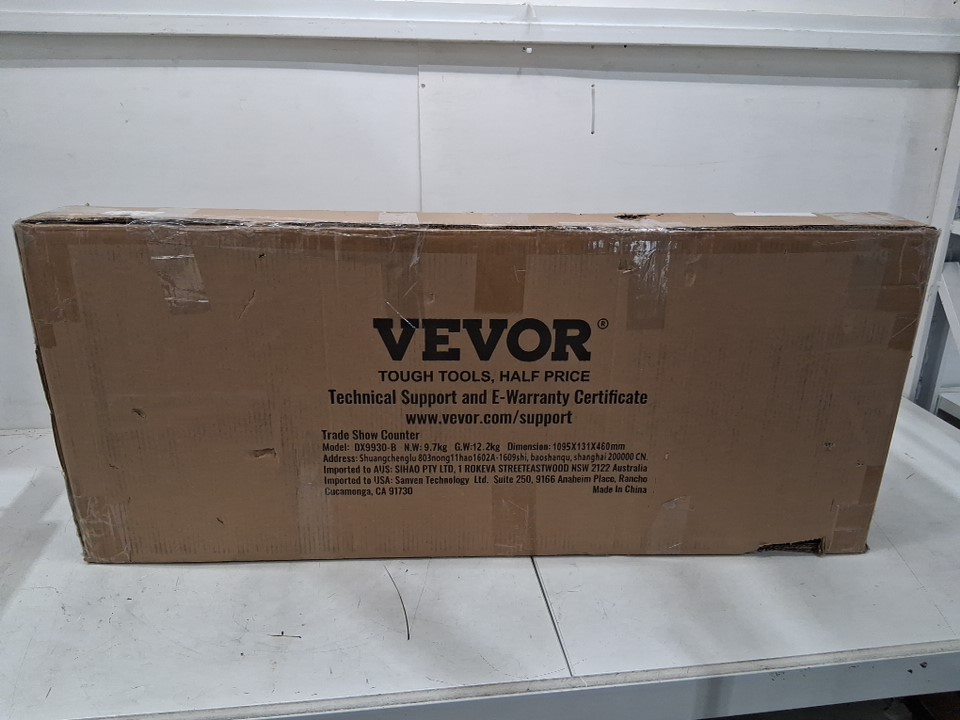 VEVOR®
TOUGH TOOLS, HALF PRICE
Technical Support and E-Warranty Certificate
www.vevor.com/support
Trade Show Counter
Model: DX9930-B N.W: 9.7kg G.W:12.2kg Dimension: 1095X131X460mm
Address: Shuangchenglu 803nong11hao1602A-1609shi, baoshanqu, shanghai 200000 CN.
Imported to AUS: SIHAO PTY LTD, 1 ROKEVA STREETEASTWOOD NSW 2122 Australia
Imported to USA: Sanven Technology Ltd. Suite 250, 9166 Anaheim Place, Rancho
Cucamonga, CA 91730 Made In China